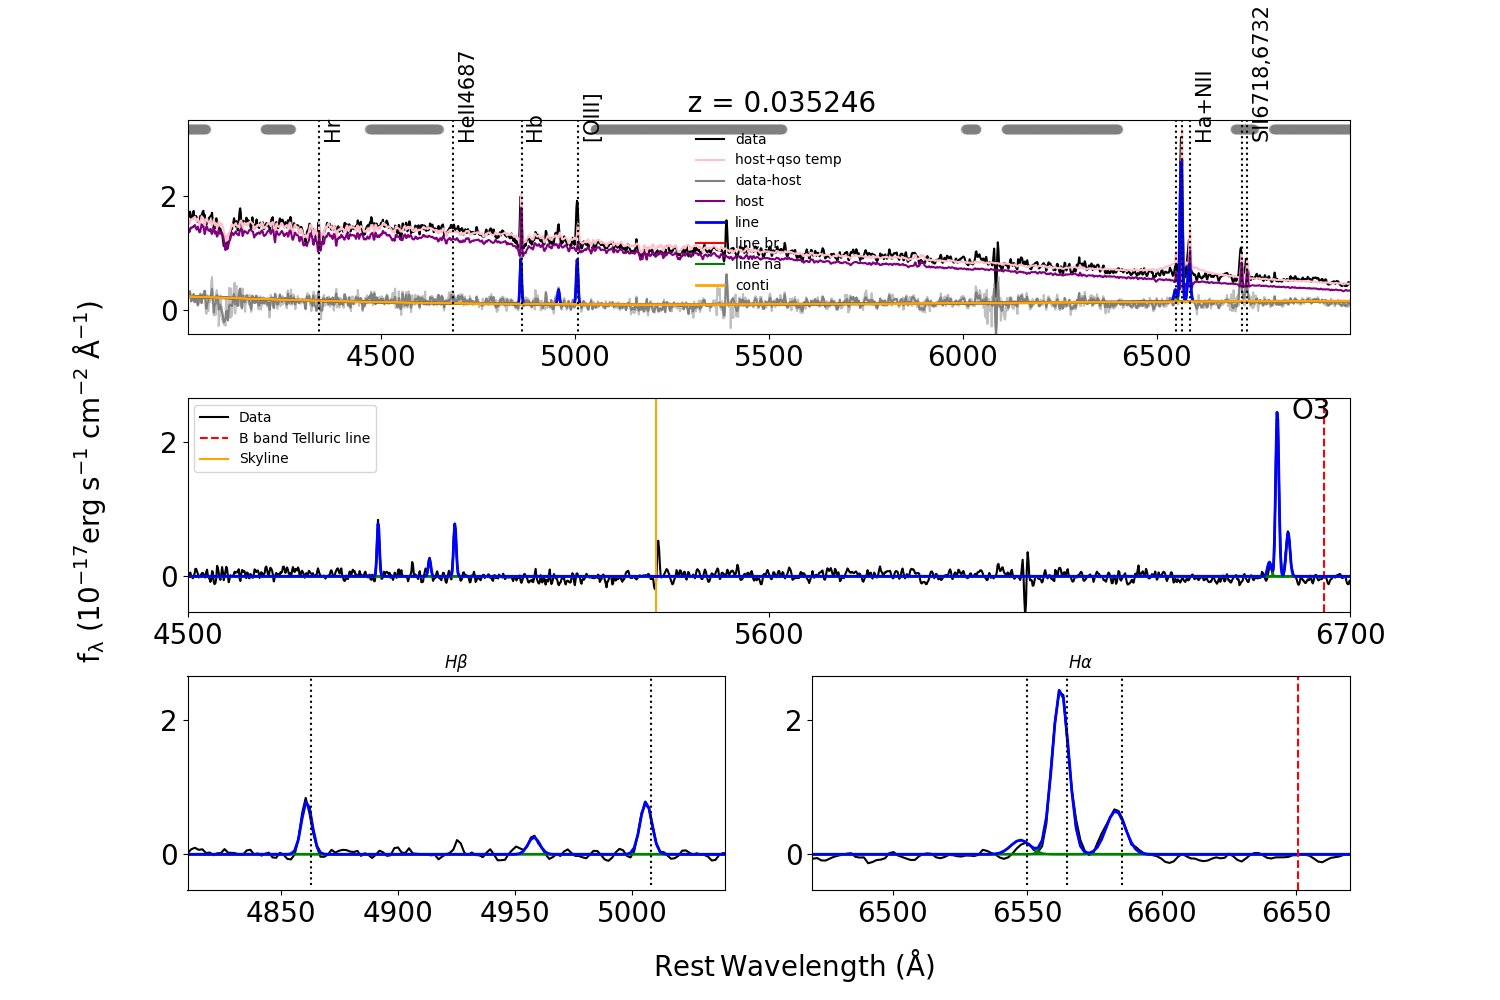 z = 0.035246
Hr
HeII4687
Hb
[OIII]
Ha+NII
SII6718,6732
data
host+qso temp
data-host
host
line
line br
line na
conti
2
0
4500
5000
5500
6000
6500
fλ (10⁻¹⁷erg s⁻¹ cm⁻² Å⁻¹)
Data
B band Telluric line
Skyline
O3
2
0
4500
5600
6700
Hβ
2
0
4850
4900
4950
5000
Hα
2
0
6500
6550
6600
6650
Rest Wavelength (Å)